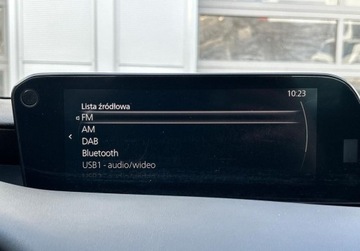 10:23
Lista źródłowa
FM
AM
DAB
Bluetooth
USB1 - audio/wideo